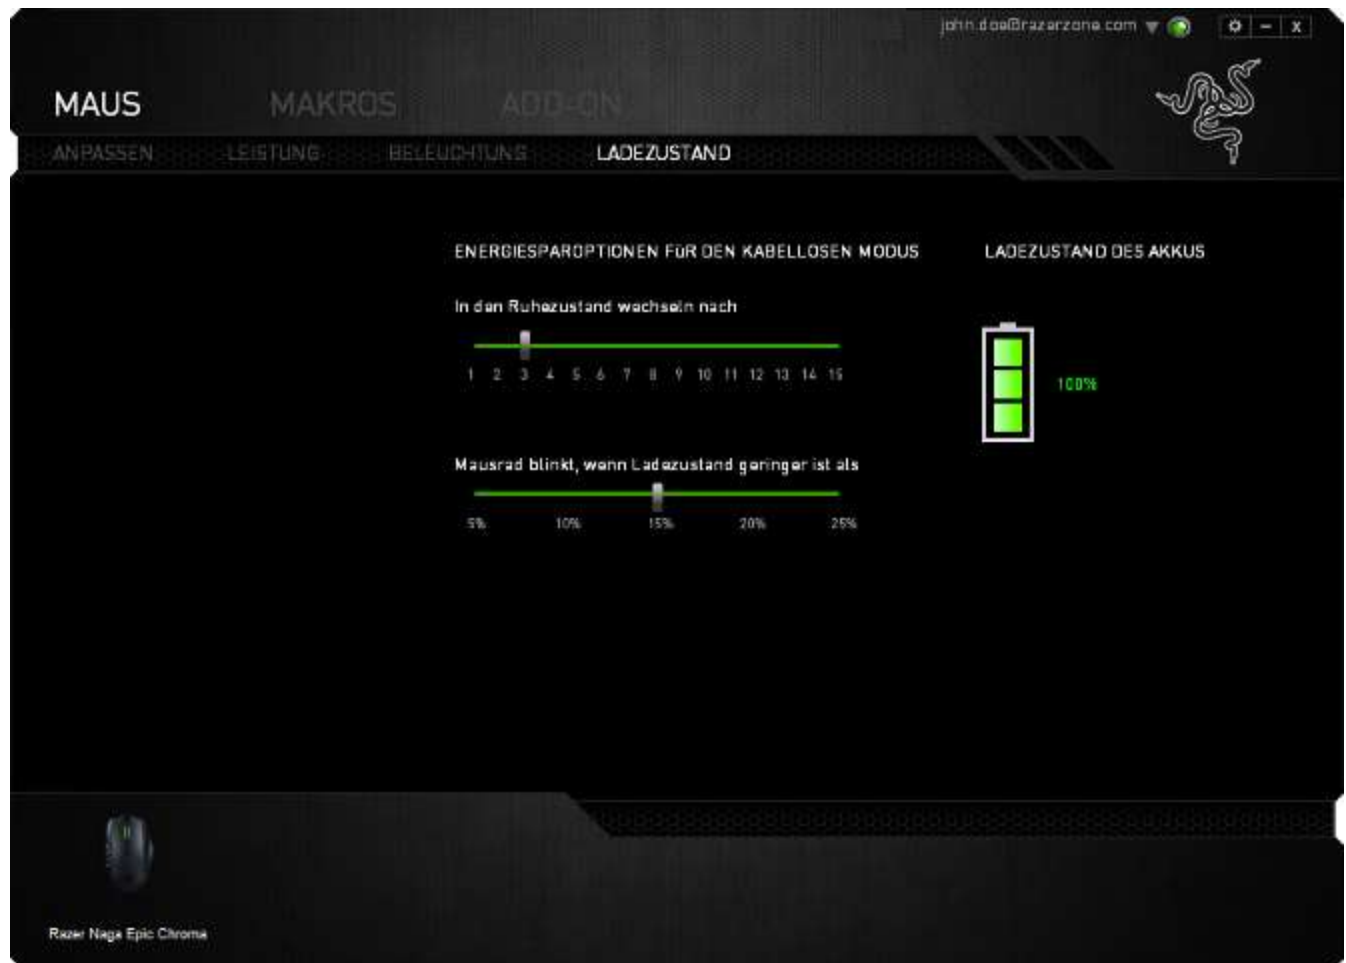 john.doe@razerzone.com
x
MAUS MAKROS ADD-ON
ANPASSEN LEISTUNG BELEUCHTUNG LADEZUSTAND
ENERGIESPAROPTIONEN FüR DEN KABELLOSEN MODUS
LADEZUSTAND DES AKKUS
In den Ruhezustand wechseln nach
1 2 3 4 5 6 7 8 9 10 11 12 13 14 15
100%
Mausrad blinkt, wenn Ladezustand geringer ist als
5% 10% 15% 20% 25%
Razer Naga Epic Chroma